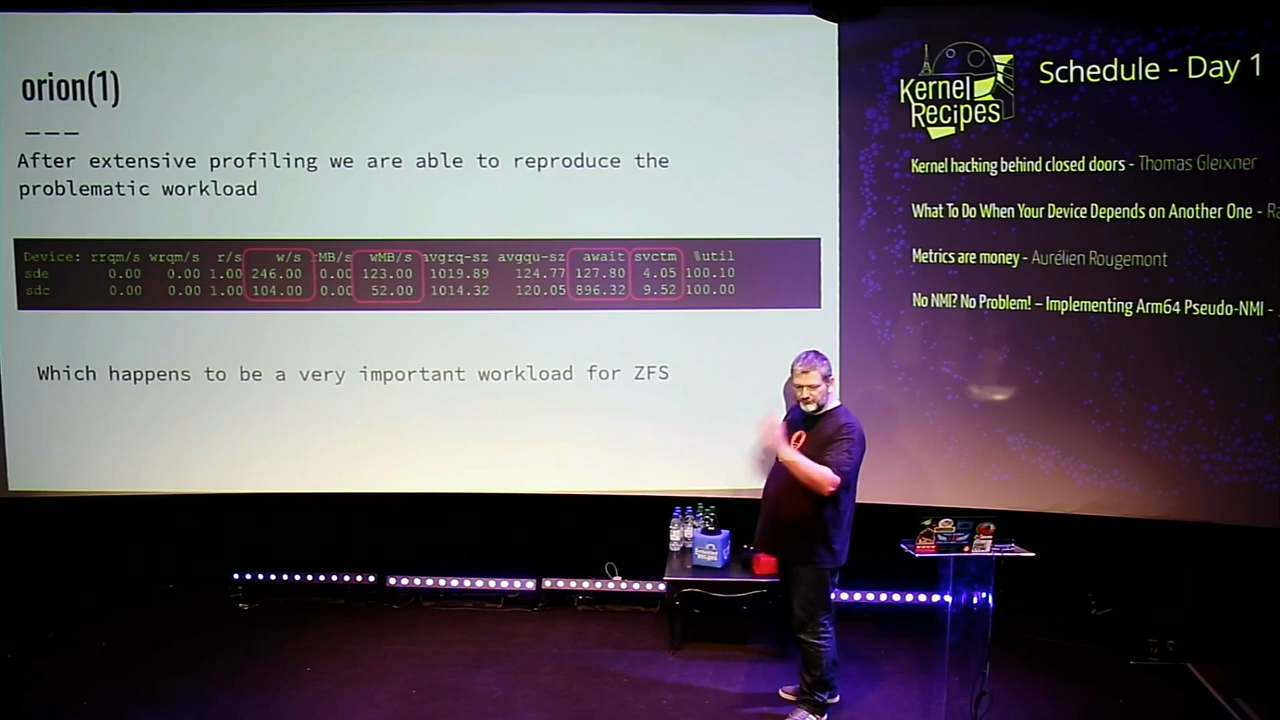 orion(1)
___
After extensive profiling we are able to reproduce the
problematic workload
Device: rrqm/s wrqm/s r/s w/s rMB/s wMB/s avgrq-sz avgqu-sz await svctm %util
sde 0.00 0.00 1.00 246.00 0.00 123.00 1019.89 124.77 127.80 4.05 100.10
sdc 0.00 0.00 1.00 104.00 0.00 52.00 1014.32 120.05 896.32 9.52 100.00
Which happens to be a very important workload for ZFS
Kernel
Recipes
Schedule - Day 1
Kernel hacking behind closed doors - Thomas Gleixner
What To Do When Your Device Depends on Another One -
Metrics are money - Aurélien Rougemont
No NMI? No Problem! – Implementing Arm64 Pseudo-NMI -